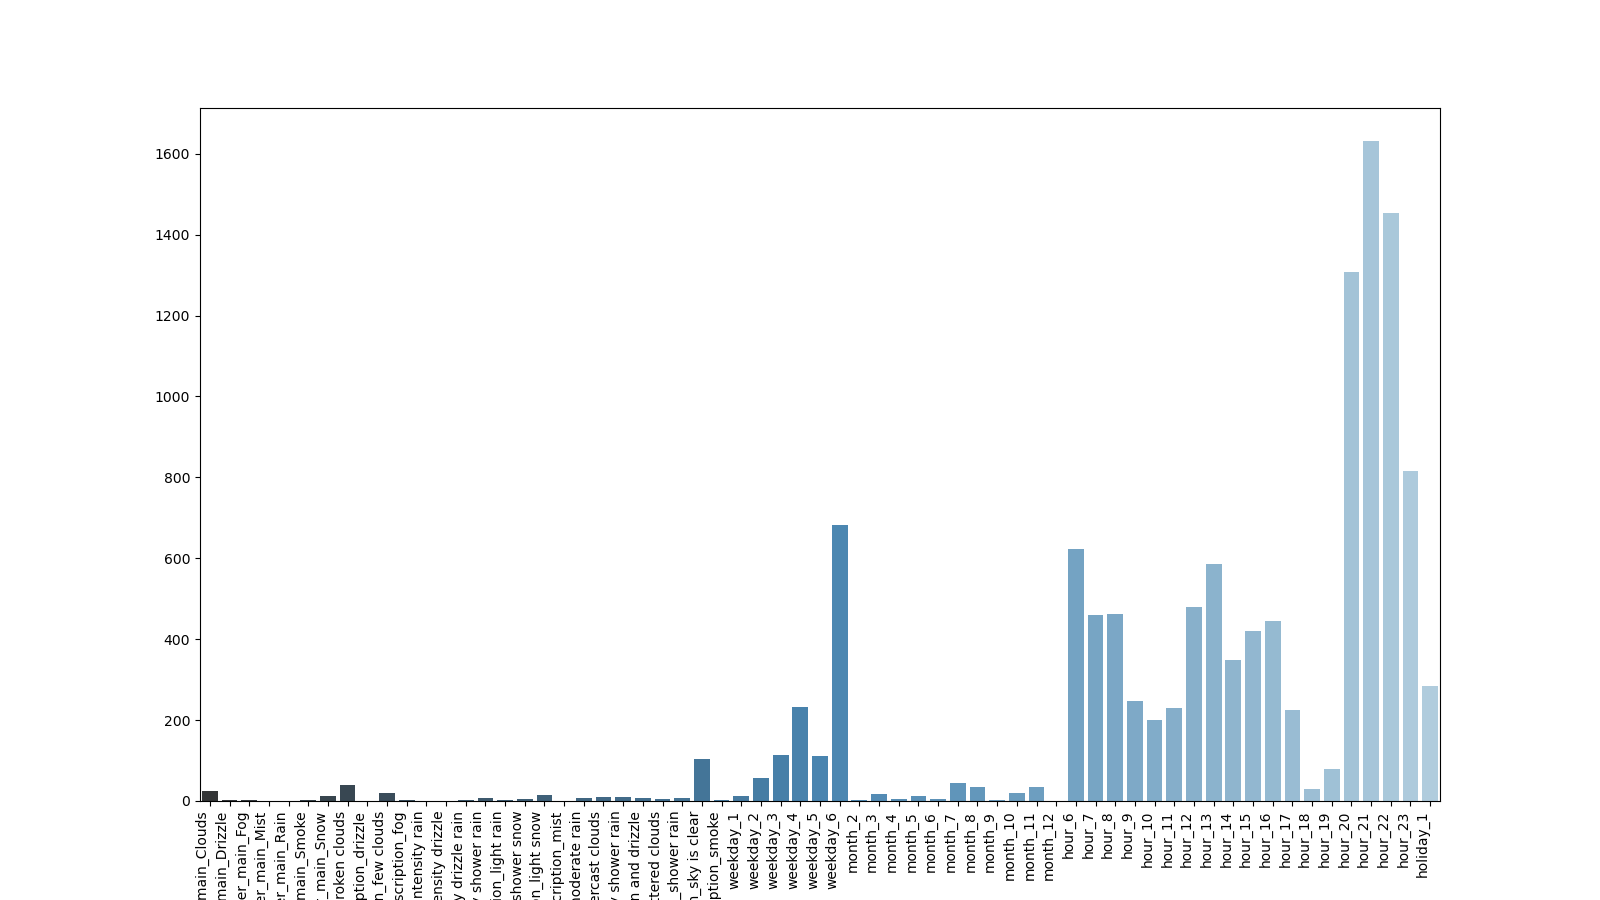 1600
1400
1200
1000
800
600
400
200
0
main_Clouds
main_Drizzle
er_main_Fog
er_main_Mist
er_main_Rain
main_Smoke
r_main_Snow
roken clouds
ption_drizzle
n_few clouds
scription_fog
ntensity rain
ensity drizzle
y drizzle rain
y shower rain
ion_light rain
shower snow
n_light snow
cription_mist
noderate rain
ercast clouds
y shower rain
n and drizzle
ttered clouds
_shower rain
n_sky is clear
ption_smoke
weekday_1
weekday_2
weekday_3
weekday_4
weekday_5
weekday_6
month_2
month_3
month_4
month_5
month_6
month_7
month_8
month_9
month_10
month_11
month_12
hour_6
hour_7
hour_8
hour_9
hour_10
hour_11
hour_12
hour_13
hour_14
hour_15
hour_16
hour_17
hour_18
hour_19
hour_20
hour_21
hour_22
hour_23
holiday_1